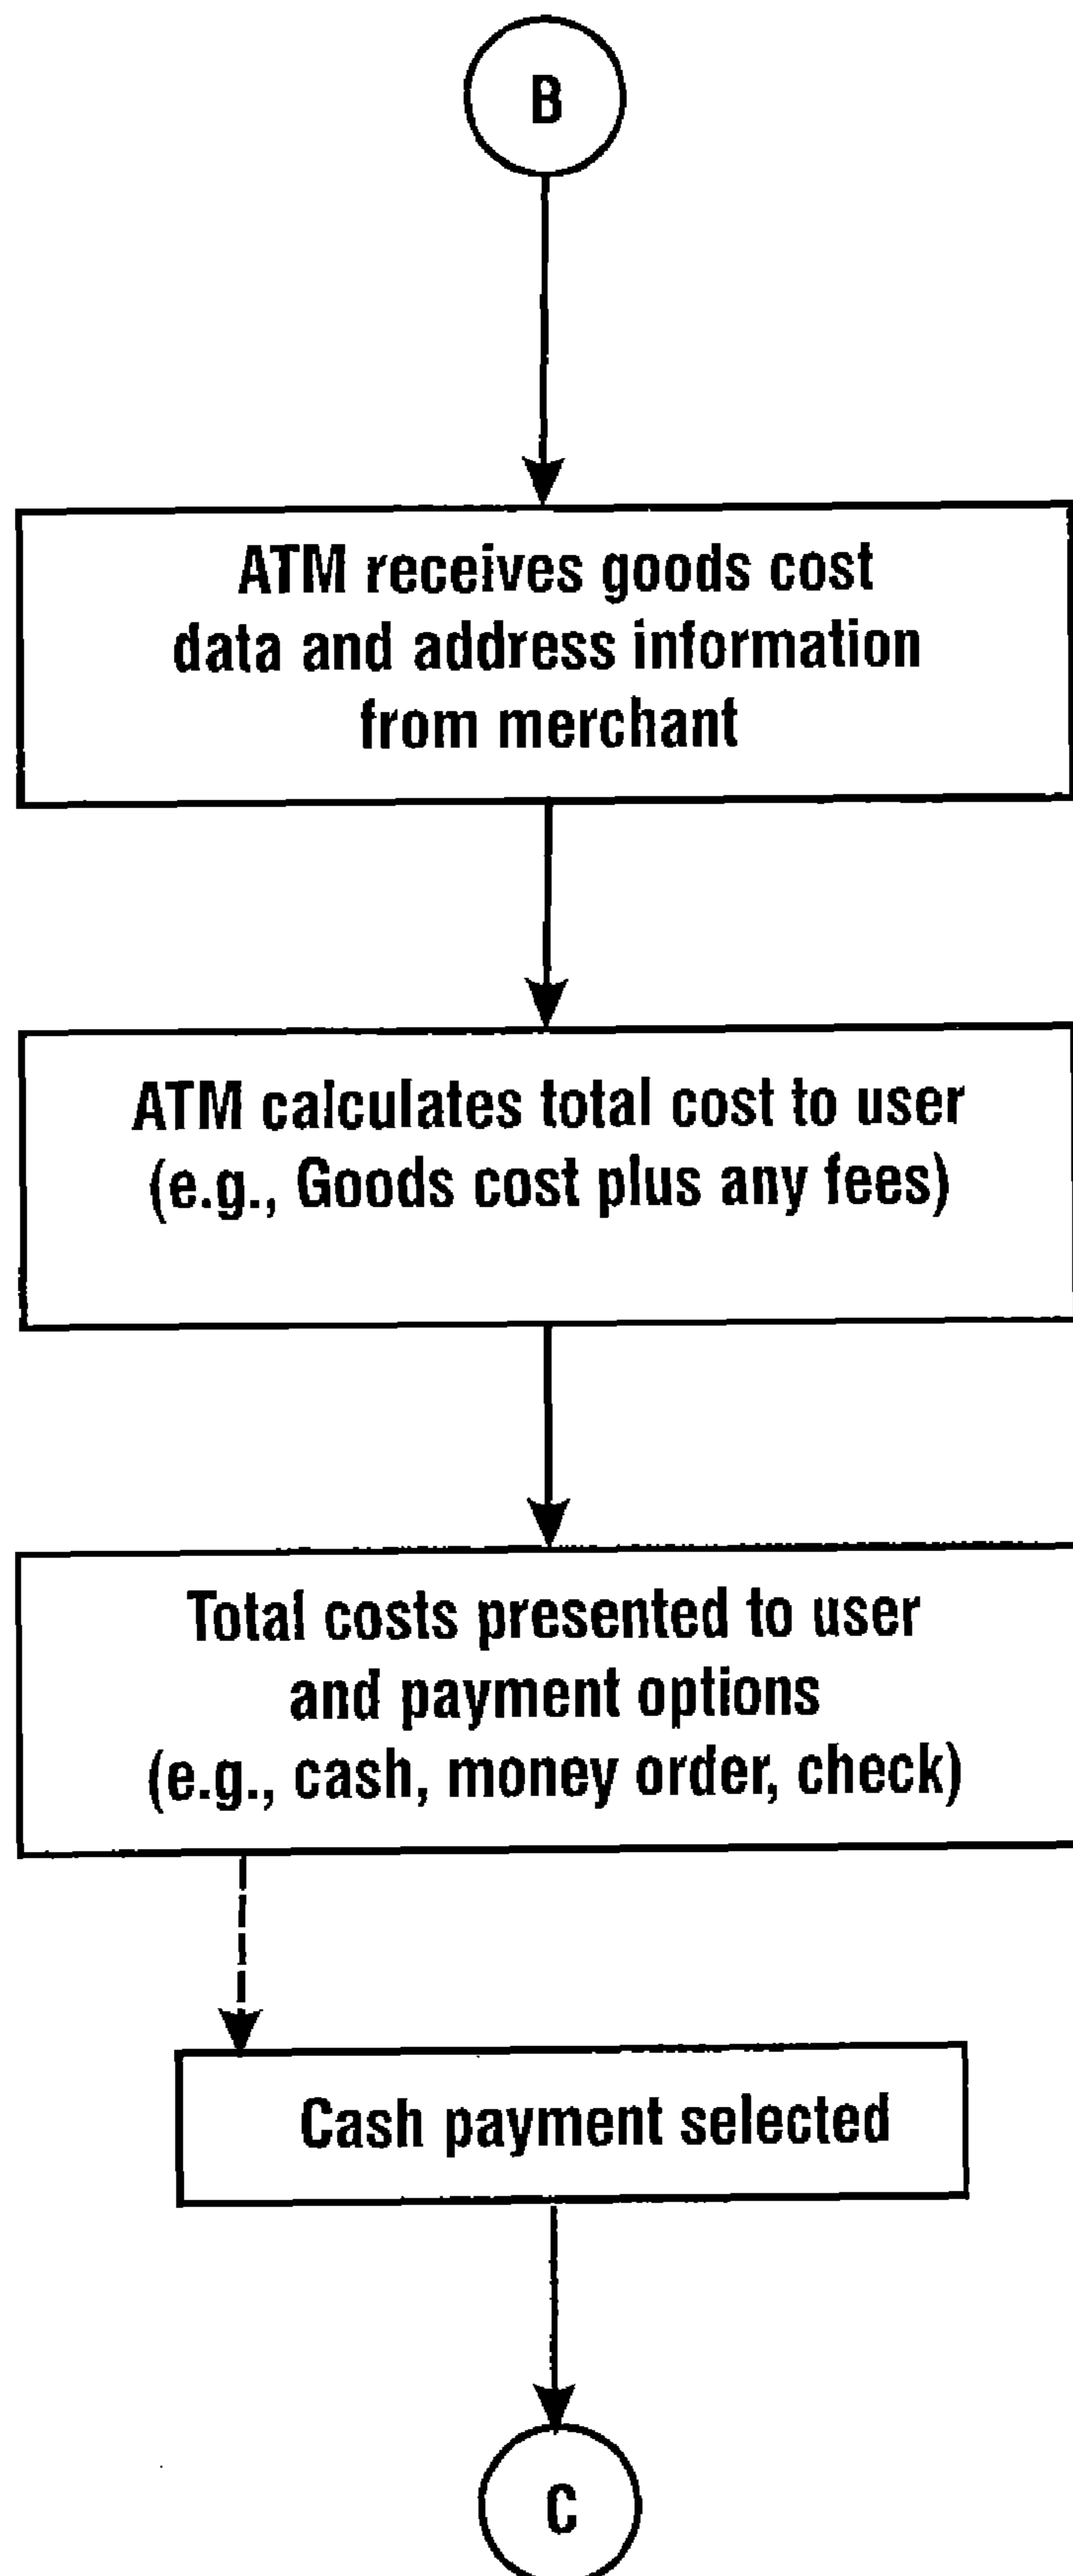 B
ATM receives goods cost
data and address information
from merchant
ATM calculates total cost to user
(e.g., Goods cost plus any fees)
Total costs presented to user
and payment options
(e.g., cash, money order, check)
Cash payment selected
C